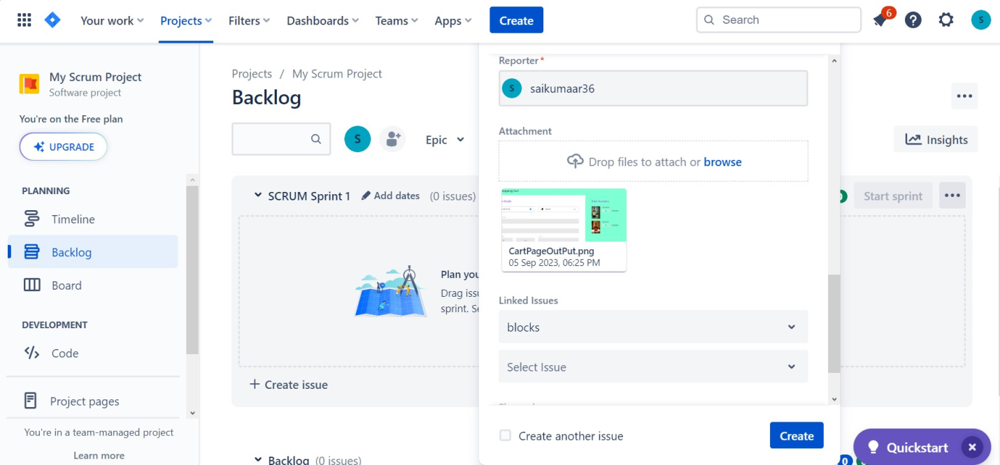 Your work
Projects
Filters
Dashboards
Teams
Apps
Create
Search
6
S
My Scrum Project
Software project
You're on the Free plan
UPGRADE
PLANNING
Timeline
Backlog
Board
DEVELOPMENT
Code
Project pages
You're in a team-managed project
Learn more
Projects / My Scrum Project
Backlog
S
Epic
Insights
SCRUM Sprint 1 Add dates (0 issues)
Start sprint
Plan you
Drag issu
sprint. Se
+ Create issue
Backlog (0 issues)
0
Reporter*
S saikumaar36
Attachment
Drop files to attach or browse
CartPageOutPut.png
05 Sep 2023, 06:25 PM
Linked Issues
blocks
Select Issue
Create another issue
Create
Quickstart